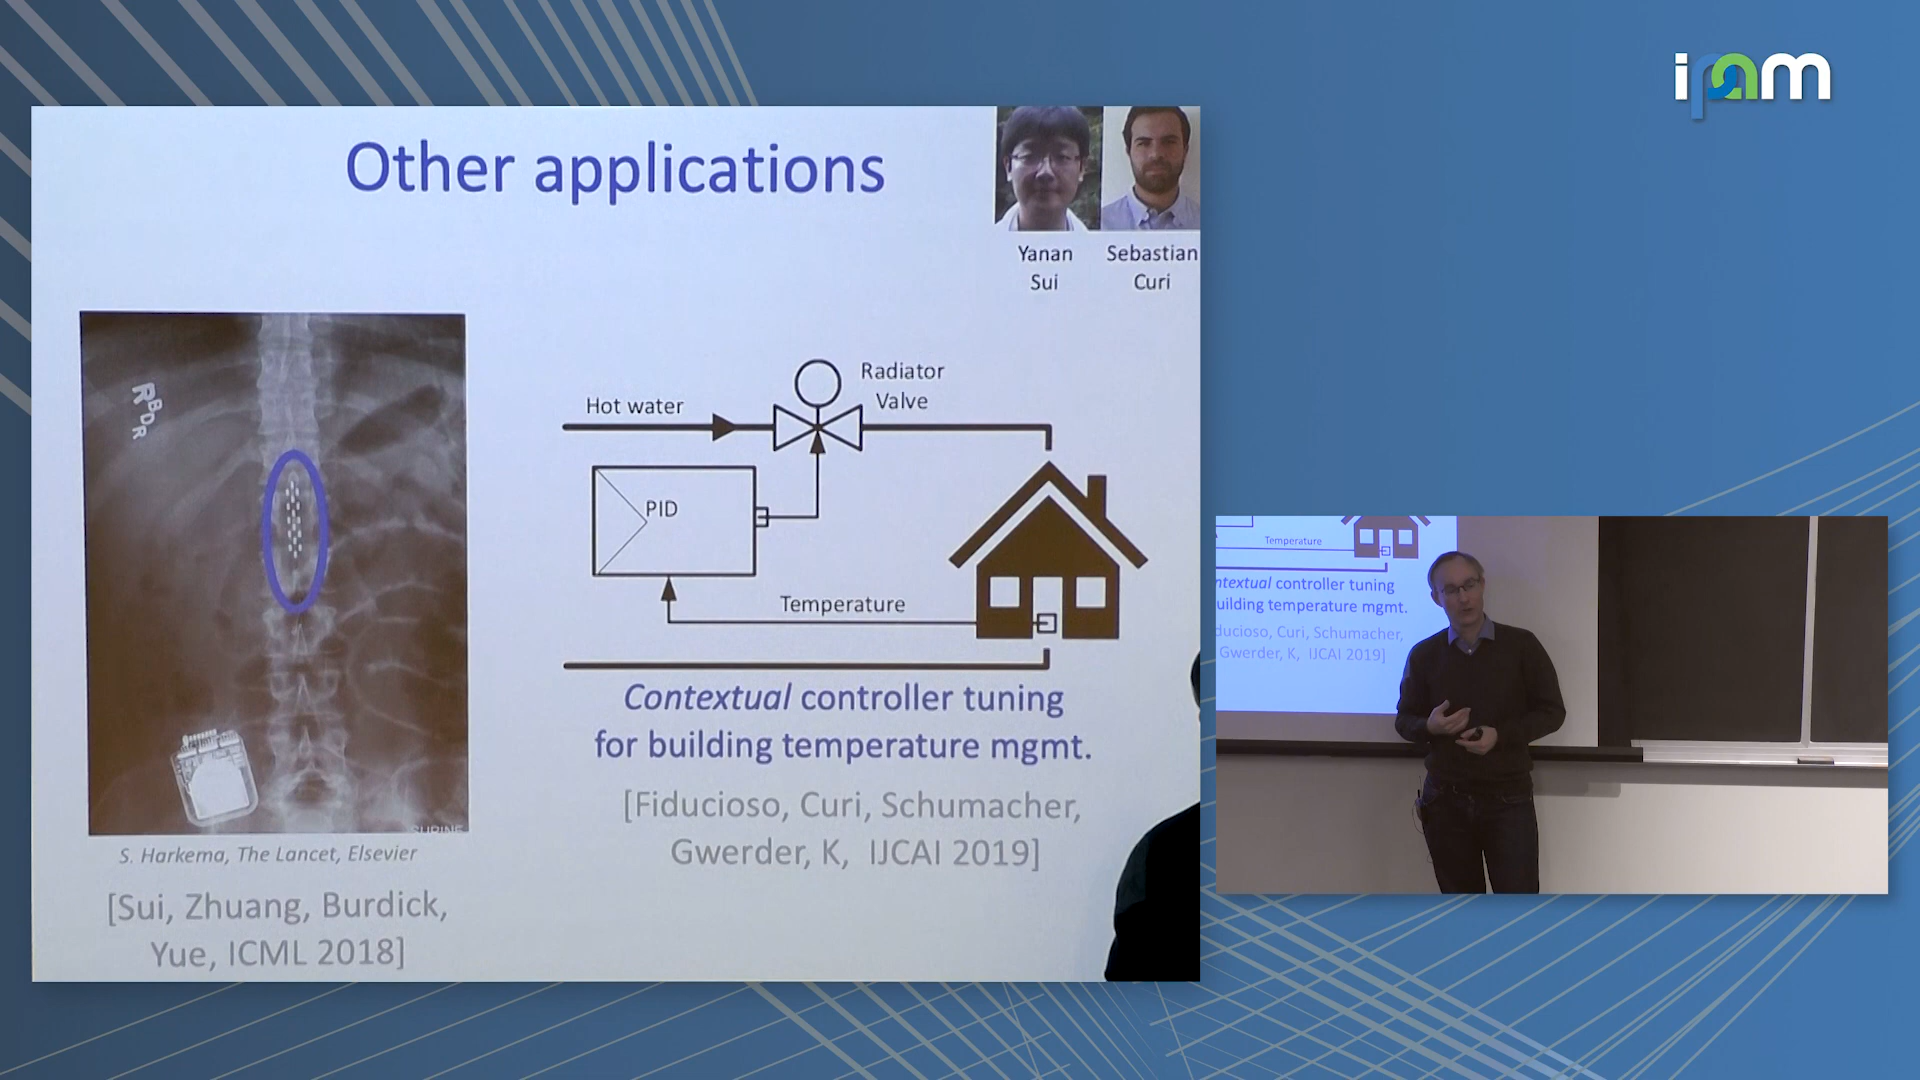 ipam
Other applications
Yanan
Sui
Sebastian
Curi
R
B
D
R
Hot water
Radiator
Valve
PID
Temperature
Contextual controller tuning
for building temperature mgmt.
[Fiducioso, Curi, Schumacher,
Gwerder, K, IJCAI 2019]
S. Harkema, The Lancet, Elsevier
[Sui, Zhuang, Burdick,
Yue, ICML 2018]
Temperature
ntextual controller tuning
uilding temperature mgmt.
ducioso, Curi, Schumacher,
Gwerder, K, IJCAI 2019]